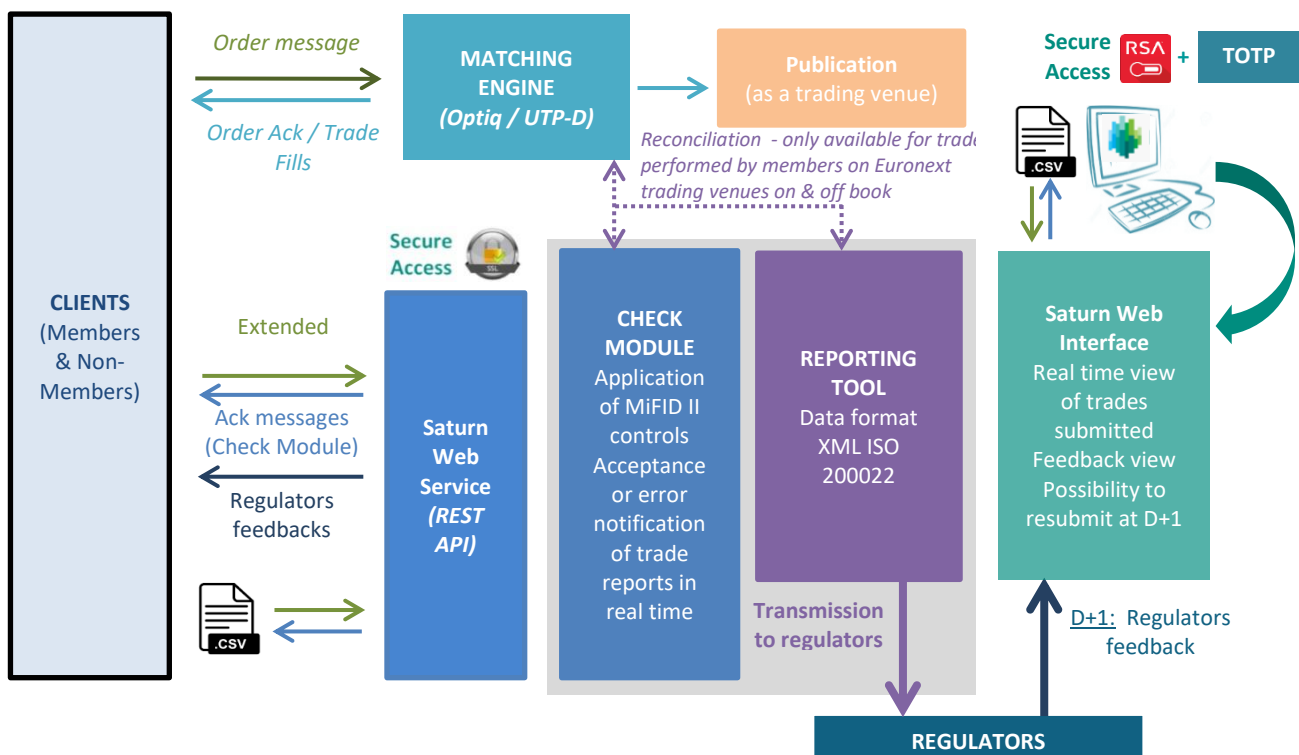 Order message
Order Ack / Trade
Fills
MATCHING
ENGINE
(Optiq / UTP-D)
Publication
(as a trading venue)
Secure
Access
RSA
+
TOTP
.CSV
Reconciliation - only available for trade
performed by members on Euronext
trading venues on & off book
Secure
Access
SSL
CLIENTS
(Members
& Non-
Members)
Extended
Ack messages
(Check Module)
Regulators
feedbacks
.CSV
Saturn
Web
Service
(REST
API)
CHECK
MODULE
Application
of MiFID II
controls
Acceptance
or error
notification
of trade
reports in
real time
REPORTING
TOOL
Data format
XML ISO
200022
Transmission
to regulators
Saturn Web
Interface
Real time view
of trades
submitted
Feedback view
Possibility to
resubmit at D+1
D+1: Regulators
feedback
REGULATORS